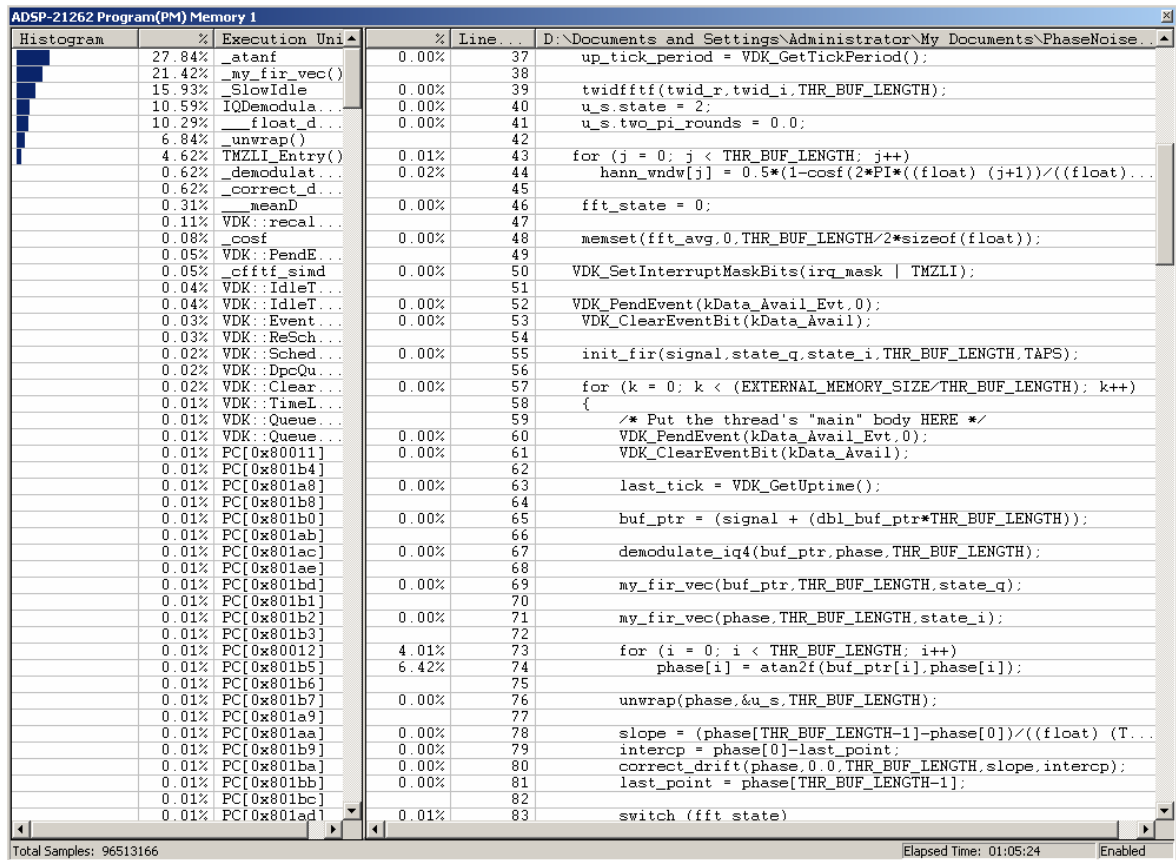 ADSP-21262 Program(PM) Memory 1
Histogram % Execution Uni
27.84% _atanf
21.42% _my_fir_vec()
15.93% _SlowIdle
10.59% IQDemodula...
10.29% ___float_d...
6.84% _unwrap()
4.62% TMZLI_Entry()
0.62% _demodulat...
0.62% _correct_d...
0.31% ___meanD
0.11% VDK::recal...
0.08% _cosf
0.05% VDK::PendE...
0.05% _cfftf_simd
0.04% VDK::IdleT...
0.04% VDK::IdleT...
0.03% VDK::Event...
0.03% VDK::ReSch...
0.02% VDK::Sched...
0.02% VDK::DpcQu...
0.02% VDK::Clear...
0.01% VDK::TimeL...
0.01% VDK::Queue...
0.01% VDK::Queue...
0.01% PC[0x80011]
0.01% PC[0x801b4]
0.01% PC[0x801a8]
0.01% PC[0x801b8]
0.01% PC[0x801b0]
0.01% PC[0x801ab]
0.01% PC[0x801ac]
0.01% PC[0x801ae]
0.01% PC[0x801bd]
0.01% PC[0x801b1]
0.01% PC[0x801b2]
0.01% PC[0x801b3]
0.01% PC[0x80012]
0.01% PC[0x801b5]
0.01% PC[0x801b6]
0.01% PC[0x801b7]
0.01% PC[0x801a9]
0.01% PC[0x801aa]
0.01% PC[0x801b9]
0.01% PC[0x801ba]
0.01% PC[0x801bb]
0.01% PC[0x801bc]
0.01% PC[0x801ad]
% Line... D:\Documents and Settings\Administrator\My Documents\PhaseNoise...
0.00% 37 up_tick_period = VDK_GetTickPeriod();
38
0.00% 39 twidfftf(twid_r,twid_i,THR_BUF_LENGTH);
0.00% 40 u_s.state = 2;
0.00% 41 u_s.two_pi_rounds = 0.0;
42
0.01% 43 for (j = 0; j < THR_BUF_LENGTH; j++)
0.02% 44 hann_wndw[j] = 0.5*(1-cosf(2*PI*((float) (j+1))/((float)...
45
0.00% 46 fft_state = 0;
47
0.00% 48 memset(fft_avg,0,THR_BUF_LENGTH/2*sizeof(float));
49
0.00% 50 VDK_SetInterruptMaskBits(irq_mask | TMZLI);
51
0.00% 52 VDK_PendEvent(kData_Avail_Evt,0);
0.00% 53 VDK_ClearEventBit(kData_Avail);
54
0.00% 55 init_fir(signal,state_q,state_i,THR_BUF_LENGTH,TAPS);
56
0.00% 57 for (k = 0; k < (EXTERNAL_MEMORY_SIZE/THR_BUF_LENGTH); k++)
58 {
59 /* Put the thread's "main" body HERE */
0.00% 60 VDK_PendEvent(kData_Avail_Evt,0);
0.00% 61 VDK_ClearEventBit(kData_Avail);
62
0.00% 63 last_tick = VDK_GetUptime();
64
0.00% 65 buf_ptr = (signal + (dbl_buf_ptr*THR_BUF_LENGTH));
66
0.00% 67 demodulate_iq4(buf_ptr,phase,THR_BUF_LENGTH);
68
0.00% 69 my_fir_vec(buf_ptr,THR_BUF_LENGTH,state_q);
70
0.00% 71 my_fir_vec(phase,THR_BUF_LENGTH,state_i);
72
4.01% 73 for (i = 0; i < THR_BUF_LENGTH; i++)
6.42% 74 phase[i] = atan2f(buf_ptr[i],phase[i]);
75
0.00% 76 unwrap(phase,&u_s,THR_BUF_LENGTH);
77
0.00% 78 slope = (phase[THR_BUF_LENGTH-1]-phase[0])/((float) (T...
0.00% 79 intercp = phase[0]-last_point;
0.00% 80 correct_drift(phase,0.0,THR_BUF_LENGTH,slope,intercp);
0.00% 81 last_point = phase[THR_BUF_LENGTH-1];
82
0.01% 83 switch (fft_state)
Total Samples: 96513166 Elapsed Time: 01:05:24 Enabled